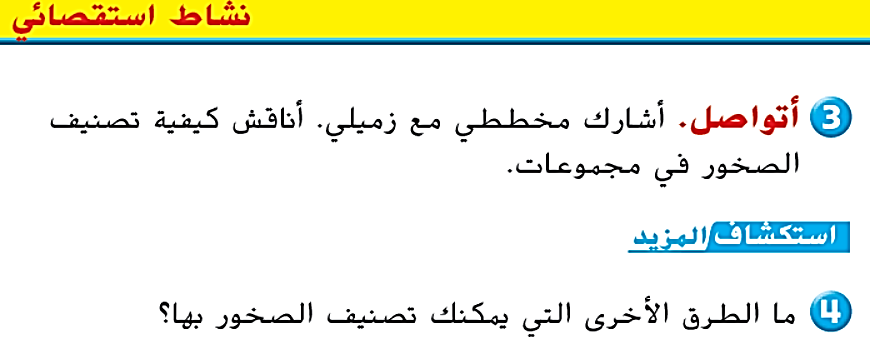 نشاط استقصائي
3 أتواصل. أشارك مخططي مع زميلي. أناقش كيفية تصنيف
الصخور في مجموعات.
استكشاف المزيد
4 ما الطرق الأخرى التي يمكنك تصنيف الصخور بها؟